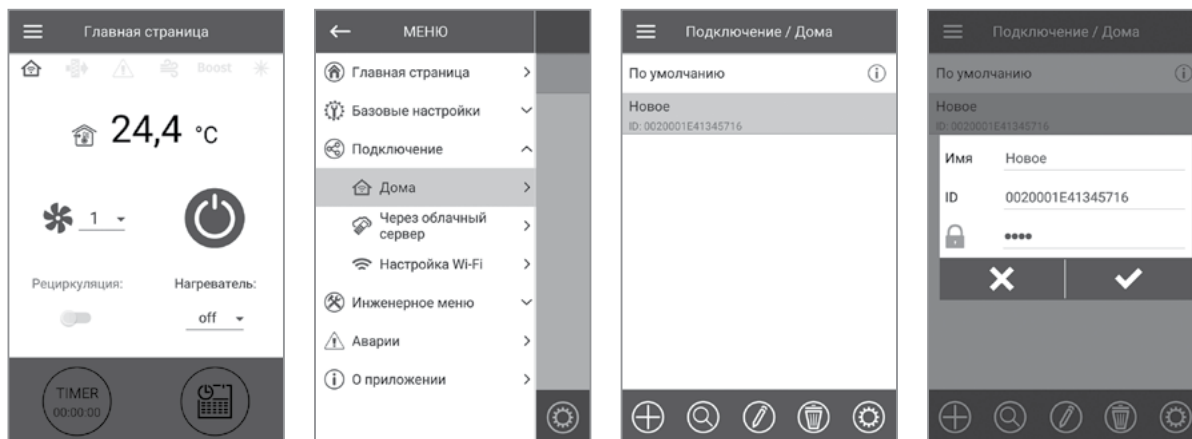 Главная страница
Boost
24,4 °C
1
Рециркуляция:
Нагреватель:
off
TIMER
00:00:00
МЕНЮ
Главная страница
Базовые настройки
Подключение
Дома
Через облачный
сервер
Настройка Wi-Fi
Инженерное меню
Аварии
О приложении
Подключение / Дома
По умолчанию
Новое
ID: 0020001E41345716
Подключение / Дома
По умолчанию
Новое
ID: 0020001E41345716
Имя
Новое
ID
0020001E41345716
••••